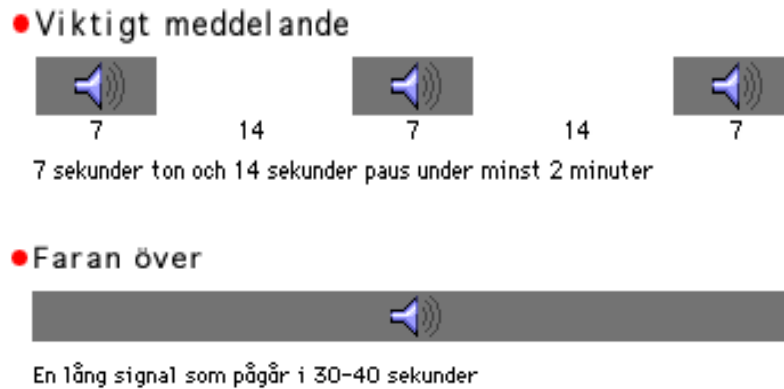 Viktigt meddelande
7 14 7 14 7
7 sekunder ton och 14 sekunder paus under minst 2 minuter
Faran över
En lång signal som pågår i 30-40 sekunder